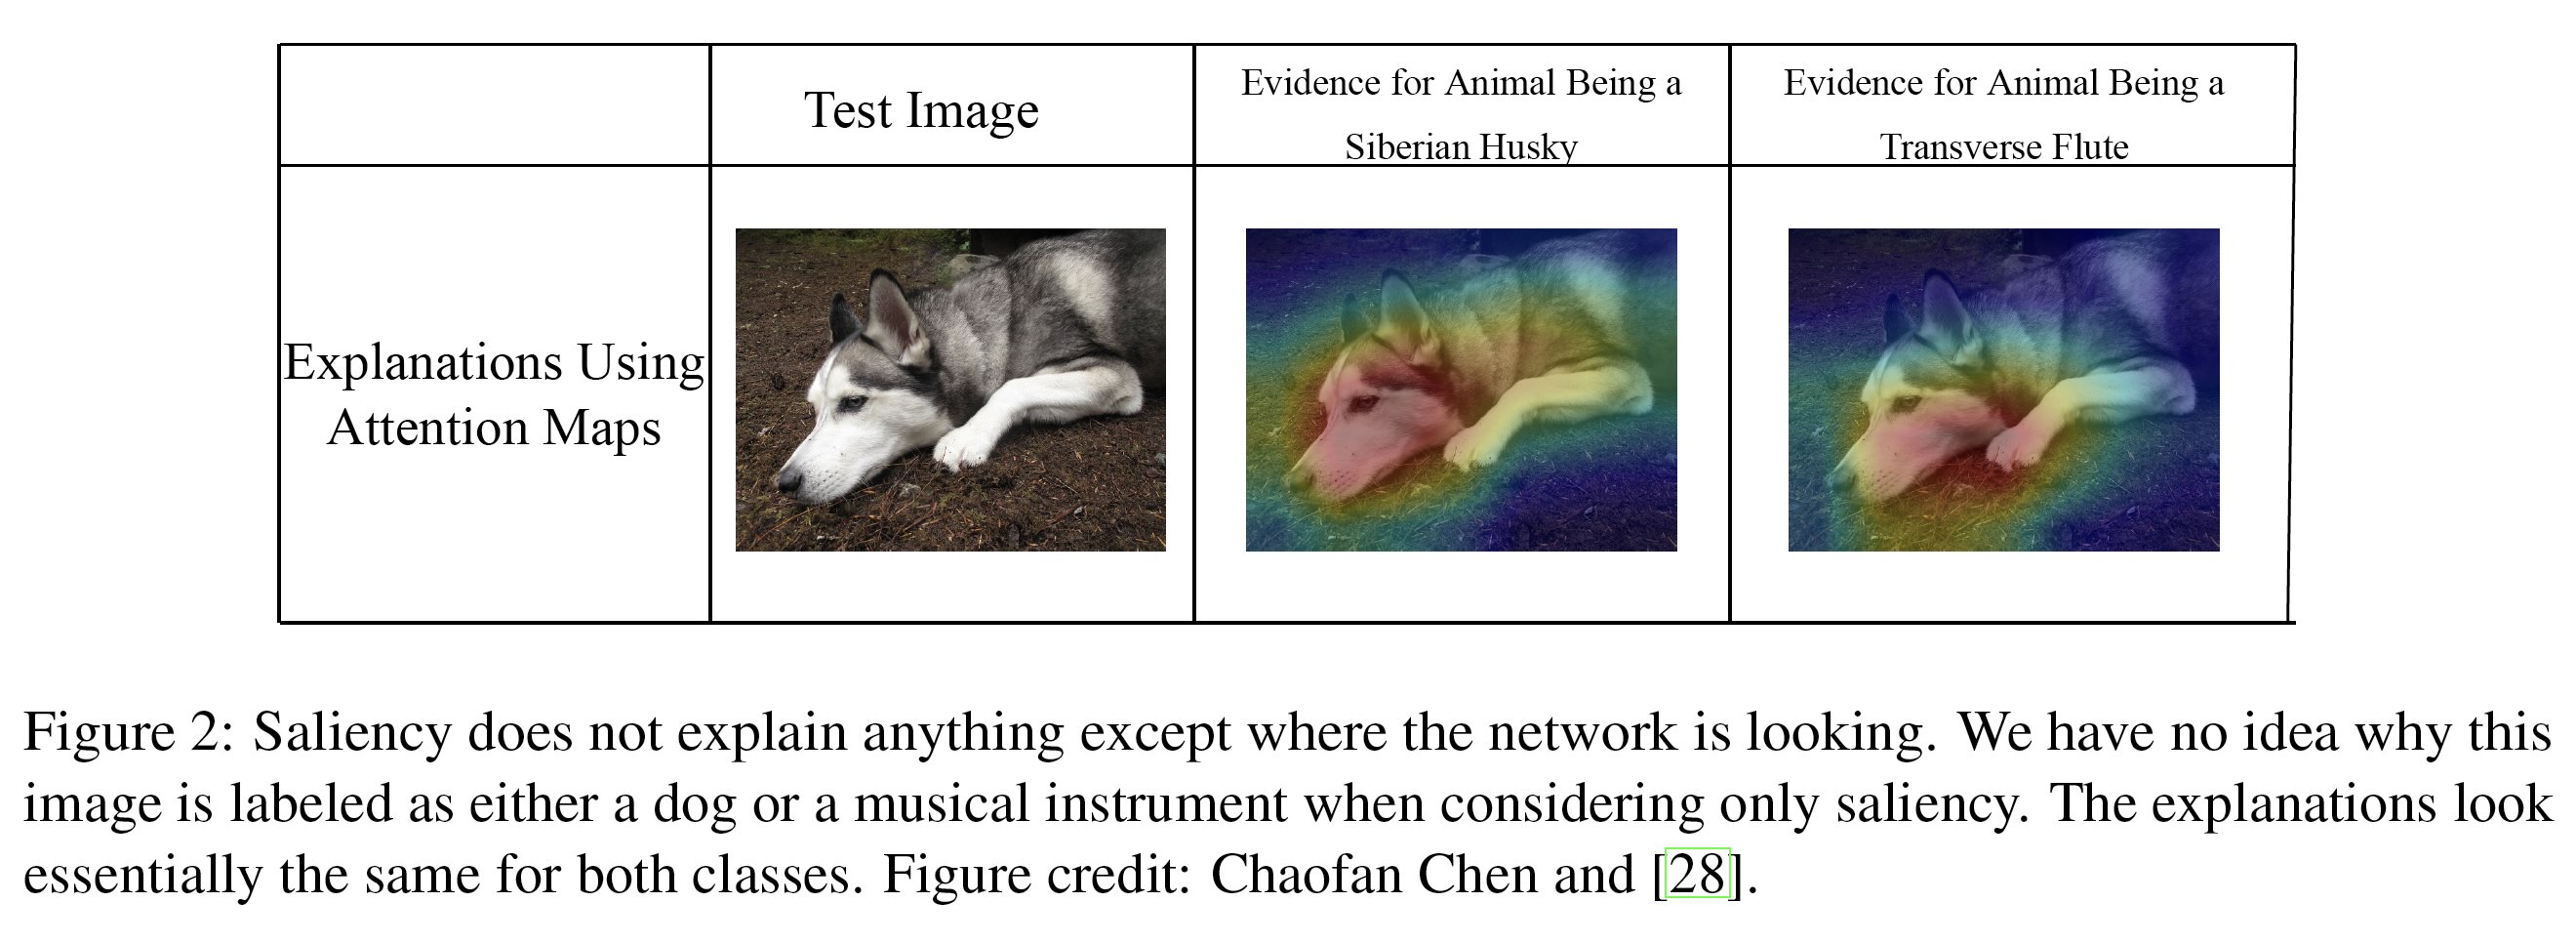 Test Image
Evidence for Animal Being a
Siberian Husky
Evidence for Animal Being a
Transverse Flute
Explanations Using
Attention Maps
Figure 2: Saliency does not explain anything except where the network is looking. We have no idea why this
image is labeled as either a dog or a musical instrument when considering only saliency. The explanations look
essentially the same for both classes. Figure credit: Chaofan Chen and [28].